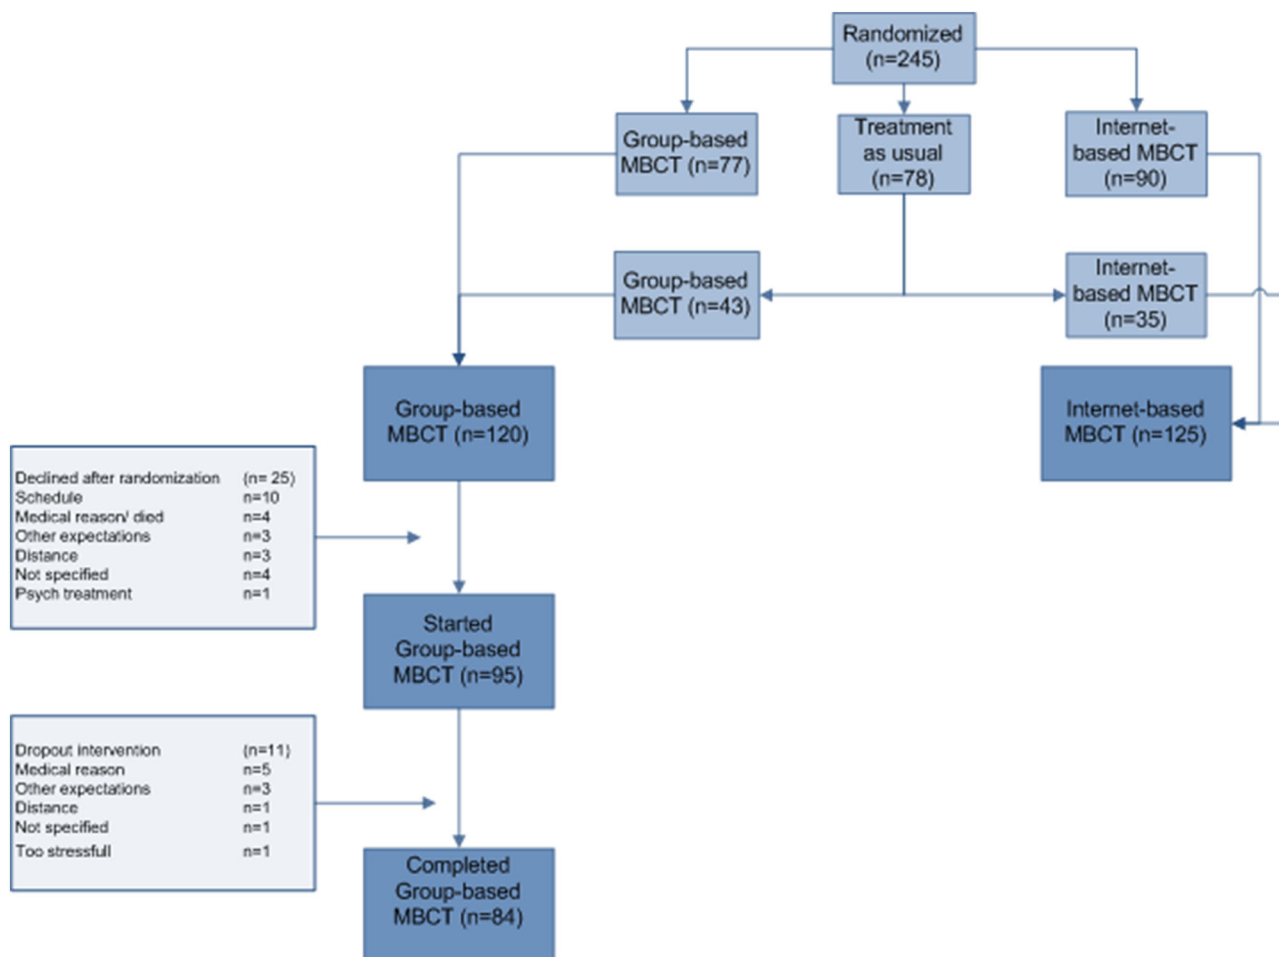 Randomized
(n=245)
Group-based
MBCT (n=77)
Treatment
as usual
(n=78)
Internet-
based MBCT
(n=90)
Group-based
MBCT (n=43)
Internet-
based MBCT
(n=35)
Group-based
MBCT (n=120)
Internet-based
MBCT (n=125)
Declined after randomization (n= 25)
Schedule n=10
Medical reason/ died n=4
Other expectations n=3
Distance n=3
Not specified n=4
Psych treatment n=1
Started
Group-based
MBCT (n=95)
Dropout intervention (n=11)
Medical reason n=5
Other expectations n=3
Distance n=1
Not specified n=1
Too stressfull n=1
Completed
Group-based
MBCT (n=84)